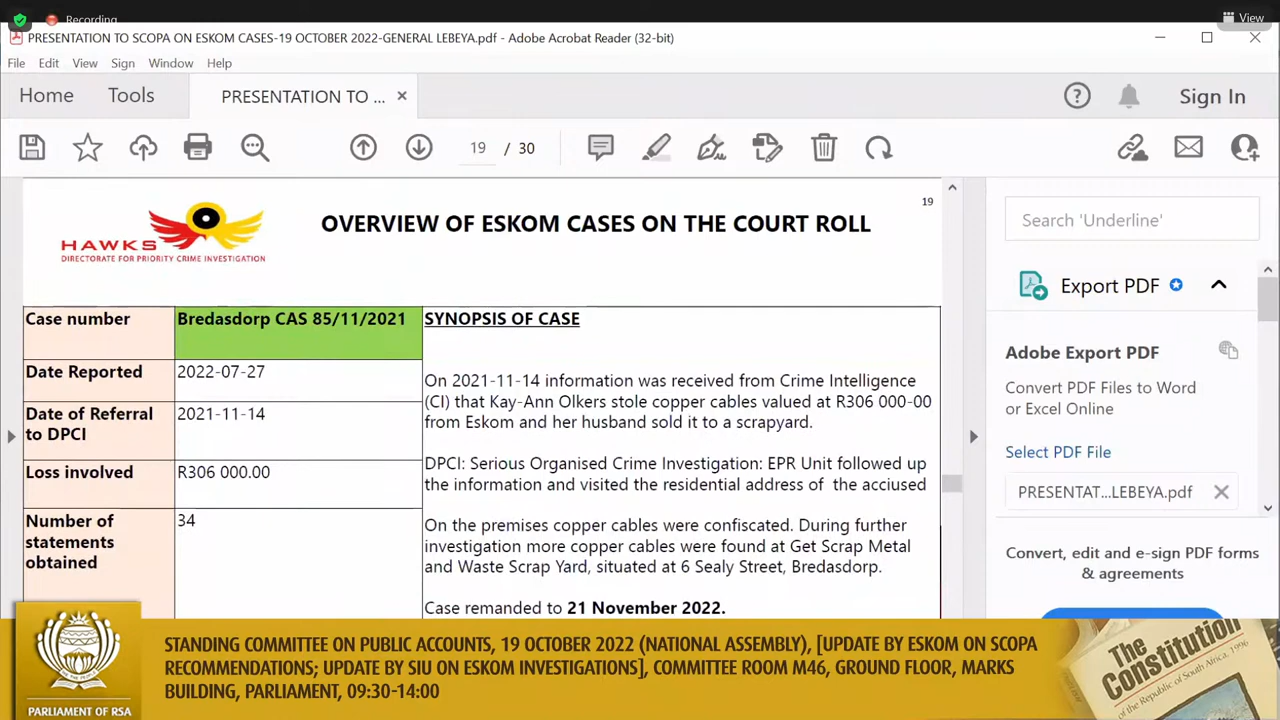 Recording
View
PRESENTATION TO SCOPA ON ESKOM CASES-19 OCTOBER 2022-GENERAL LEBEYA.pdf - Adobe Acrobat Reader (32-bit)
File Edit View Sign Window Help
Home Tools PRESENTATION TO ... Sign In
19 / 30
19
HAWKS
DIRECTORATE FOR PRIORITY CRIME INVESTIGATION
OVERVIEW OF ESKOM CASES ON THE COURT ROLL
Case number
Bredasdorp CAS 85/11/2021
Date Reported
2022-07-27
Date of Referral
to DPCI
2021-11-14
Loss involved
R306 000.00
Number of
statements
obtained
34
SYNOPSIS OF CASE
On 2021-11-14 information was received from Crime Intelligence
(CI) that Kay-Ann Olkers stole copper cables valued at R306 000-00
from Eskom and her husband sold it to a scrapyard.
DPCI: Serious Organised Crime Investigation: EPR Unit followed up
the information and visited the residential address of the acciused
On the premises copper cables were confiscated. During further
investigation more copper cables were found at Get Scrap Metal
and Waste Scrap Yard, situated at 6 Sealy Street, Bredasdorp.
Case remanded to 21 November 2022.
Search 'Underline'
Export PDF
Adobe Export PDF
Convert PDF Files to Word
or Excel Online
Select PDF File
PRESENTAT...LEBEYA.pdf
Convert, edit and e-sign PDF forms
& agreements
PARLIAMENT OF RSA
STANDING COMMITTEE ON PUBLIC ACCOUNTS, 19 OCTOBER 2022 (NATIONAL ASSEMBLY), [UPDATE BY ESKOM ON SCOPA
RECOMMENDATIONS; UPDATE BY SIU ON ESKOM INVESTIGATIONS], COMMITTEE ROOM M46, GROUND FLOOR, MARKS
BUILDING, PARLIAMENT, 09:30-14:00
The
Constitution
of the Republic of South Africa, 1996